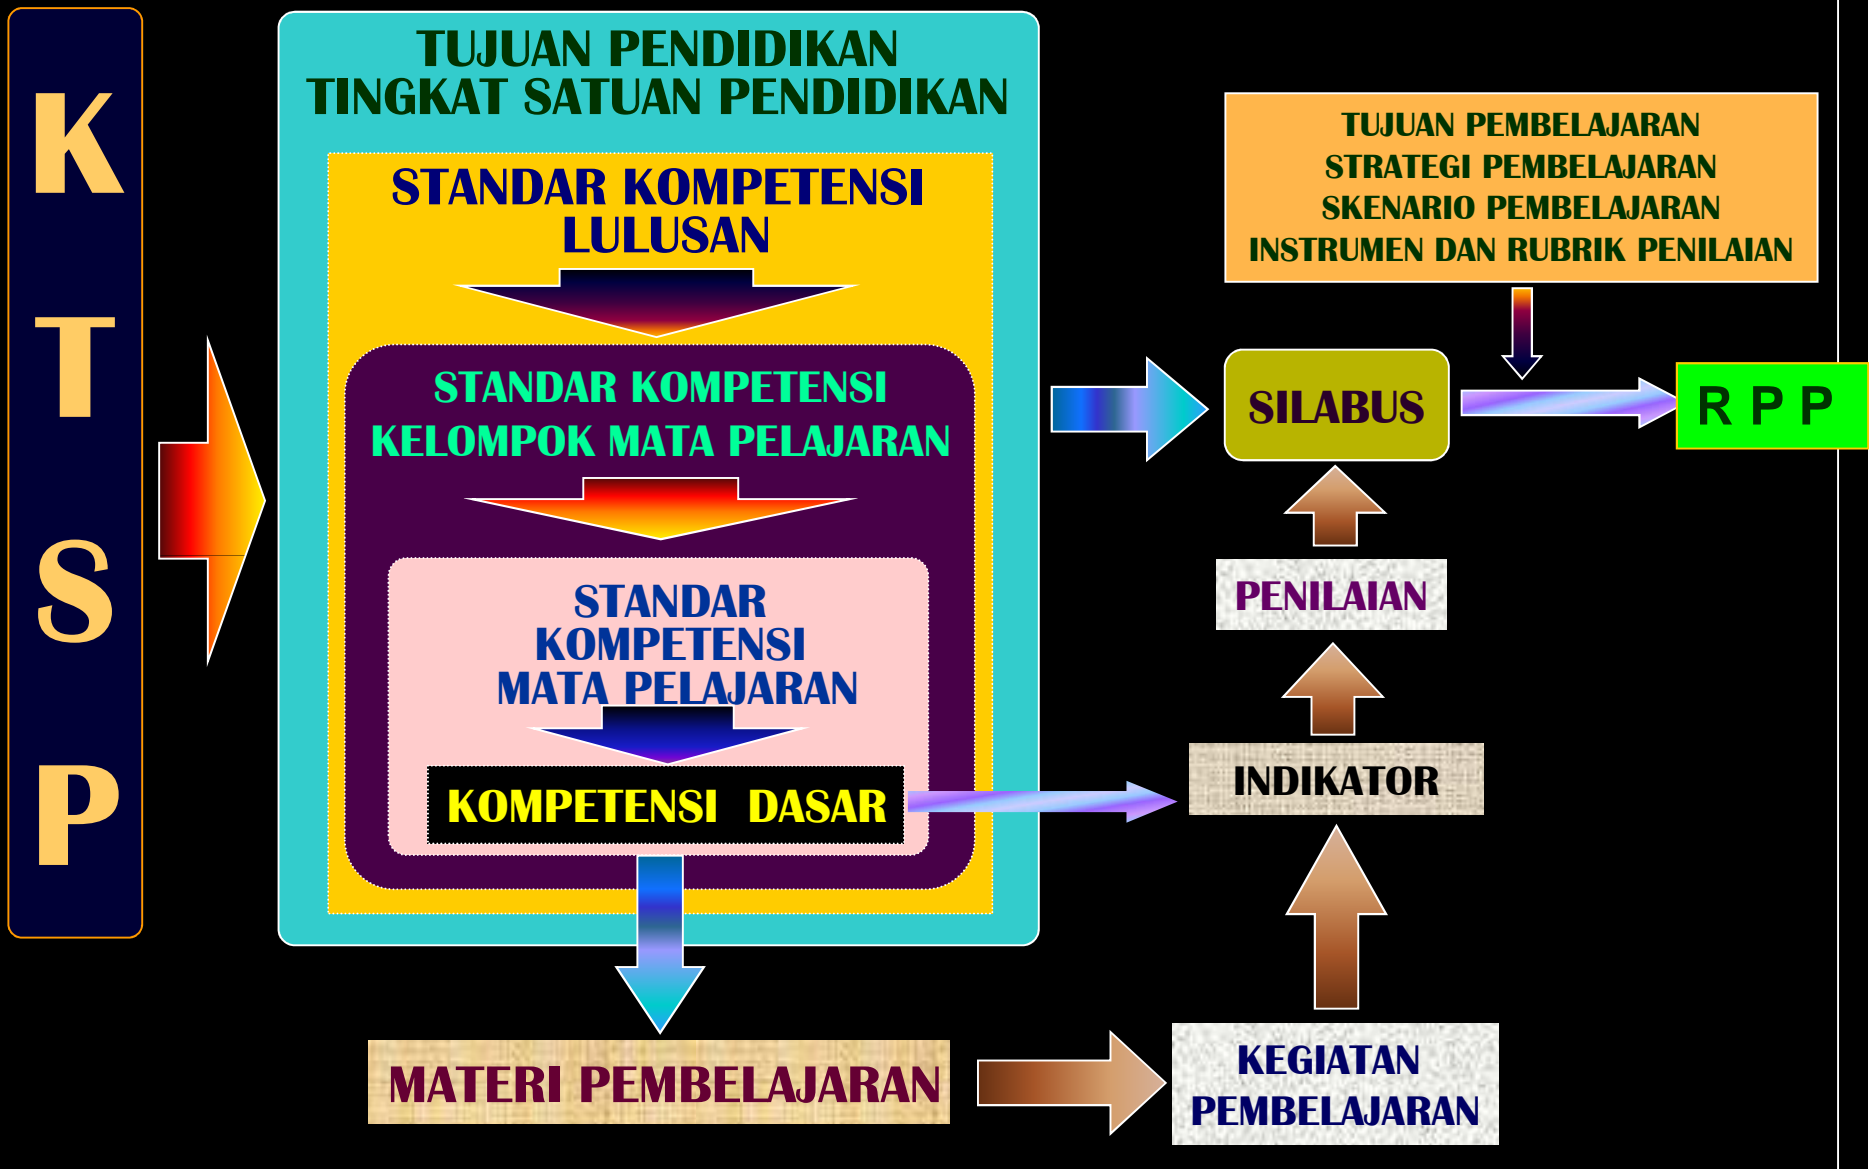 K
T
S
P
TUJUAN PENDIDIKAN
TINGKAT SATUAN PENDIDIKAN
STANDAR KOMPETENSI
LULUSAN
STANDAR KOMPETENSI
KELOMPOK MATA PELAJARAN
STANDAR
KOMPETENSI
MATA PELAJARAN
KOMPETENSI DASAR
MATERI PEMBELAJARAN
KEGIATAN
PEMBELAJARAN
INDIKATOR
PENILAIAN
SILABUS
TUJUAN PEMBELAJARAN
STRATEGI PEMBELAJARAN
SKENARIO PEMBELAJARAN
INSTRUMEN DAN RUBRIK PENILAIAN
R P P